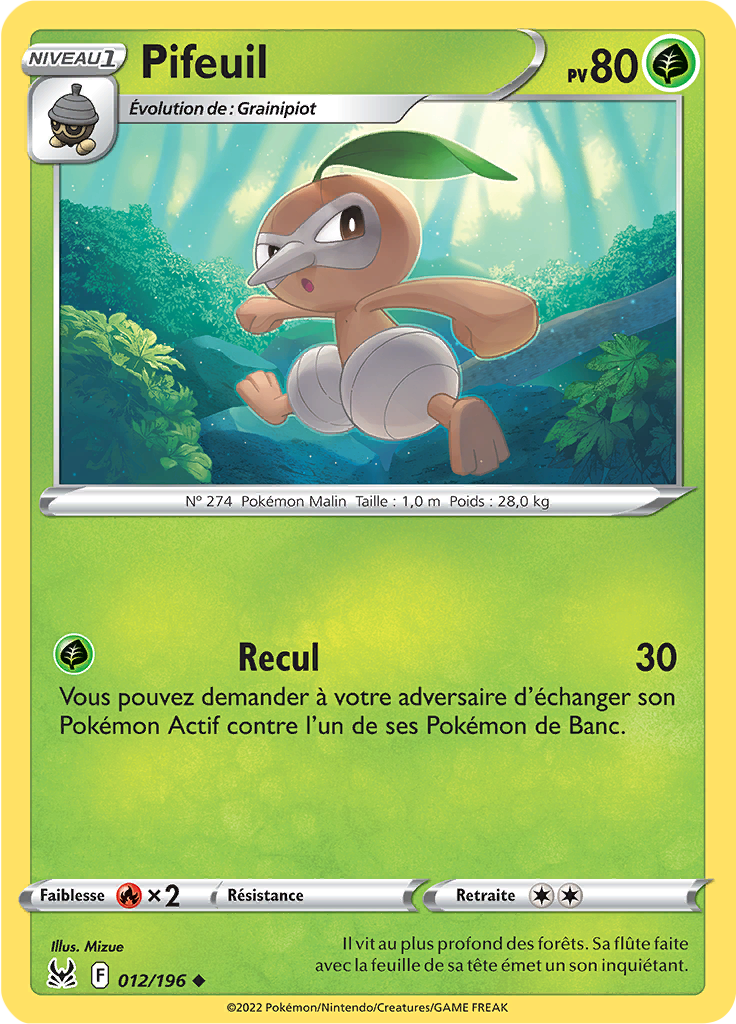 NIVEAU 1
Pifeuil
PV 80
Évolution de : Grainipiot
N° 274 Pokémon Malin Taille : 1,0 m Poids : 28,0 kg
Recul 30
Vous pouvez demander à votre adversaire d’échanger son
Pokémon Actif contre l’un de ses Pokémon de Banc.
Faiblesse ×2 Résistance Retraite
Illus. Mizue
Il vit au plus profond des forêts. Sa flûte faite
avec la feuille de sa tête émet un son inquiétant.
F 012/196
©2022 Pokémon/Nintendo/Creatures/GAME FREAK